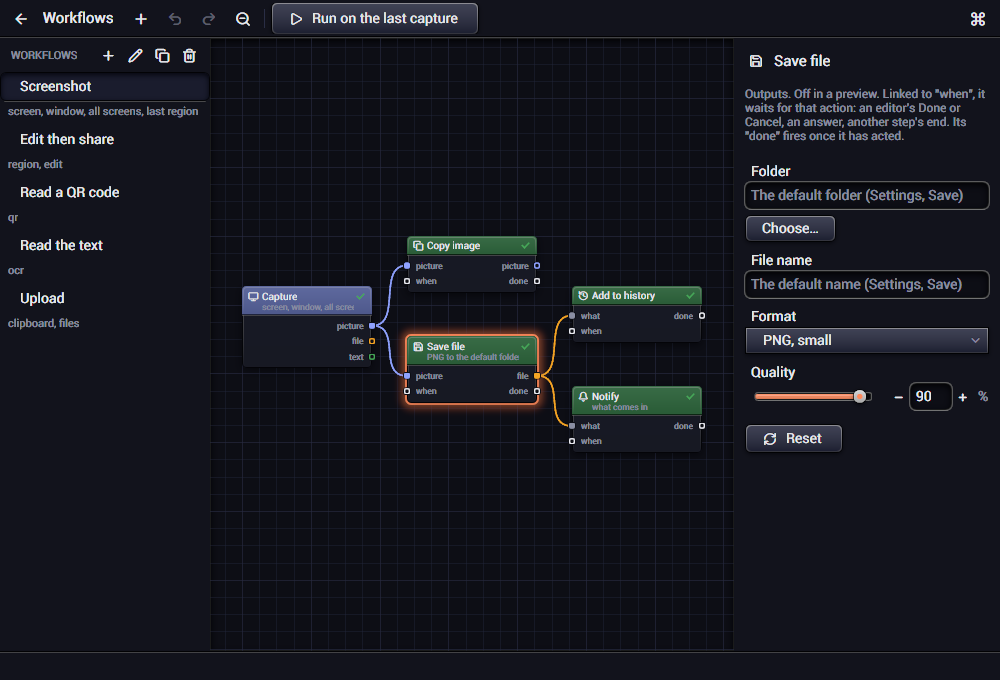 Workflows
Run on the last capture
WORKFLOWS
Screenshot
screen, window, all screens, last region
Edit then share
region, edit
Read a QR code
qr
Read the text
ocr
Upload
clipboard, files
Capture
screen, window, all scree
picture
file
text
Copy image
picture picture
when done
Save file
PNG to the default folde
picture file
when done
Add to history
what done
when
Notify
what comes in
what done
when
Save file
Outputs. Off in a preview. Linked to "when", it
waits for that action: an editor's Done or
Cancel, an answer, another step's end. Its
"done" fires once it has acted.
Folder
The default folder (Settings, Save)
Choose...
File name
The default name (Settings, Save)
Format
PNG, small
Quality
90 %
Reset